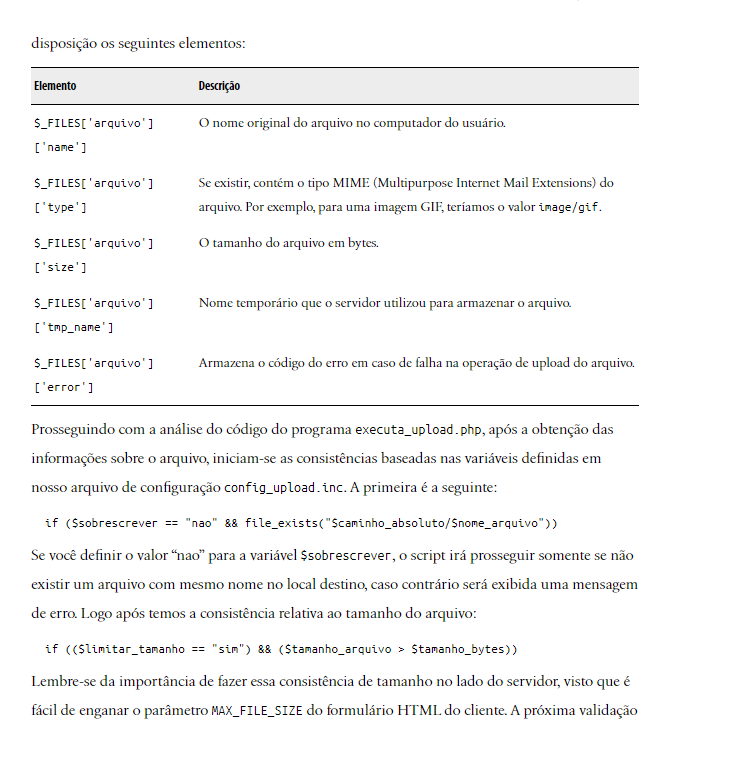 disposição os seguintes elementos:
Elemento Descrição
$_FILES['arquivo'] O nome original do arquivo no computador do usuário.
['name']
$_FILES['arquivo'] Se existir, contém o tipo MIME (Multipurpose Internet Mail Extensions) do
['type'] arquivo. Por exemplo, para uma imagem GIF, teríamos o valor image/gif.
$_FILES['arquivo'] O tamanho do arquivo em bytes.
['size']
$_FILES['arquivo'] Nome temporário que o servidor utilizou para armazenar o arquivo.
['tmp_name']
$_FILES['arquivo'] Armazena o código do erro em caso de falha na operação de upload do arquivo.
['error']
Prosseguindo com a análise do código do programa executa_upload.php, após a obtenção das
informações sobre o arquivo, iniciam-se as consistências baseadas nas variáveis definidas em
nosso arquivo de configuração config_upload.inc. A primeira é a seguinte:
if ($sobrescrever == "nao" && file_exists("$caminho_absoluto/$nome_arquivo"))
Se você definir o valor “nao” para a variável $sobrescrever, o script irá prosseguir somente se não
existir um arquivo com mesmo nome no local destino, caso contrário será exibida uma mensagem
de erro. Logo após temos a consistência relativa ao tamanho do arquivo:
if (($limitar_tamanho == "sim") && ($tamanho_arquivo > $tamanho_bytes))
Lembre-se da importância de fazer essa consistência de tamanho no lado do servidor, visto que é
fácil de enganar o parâmetro MAX_FILE_SIZE do formulário HTML do cliente. A próxima validação